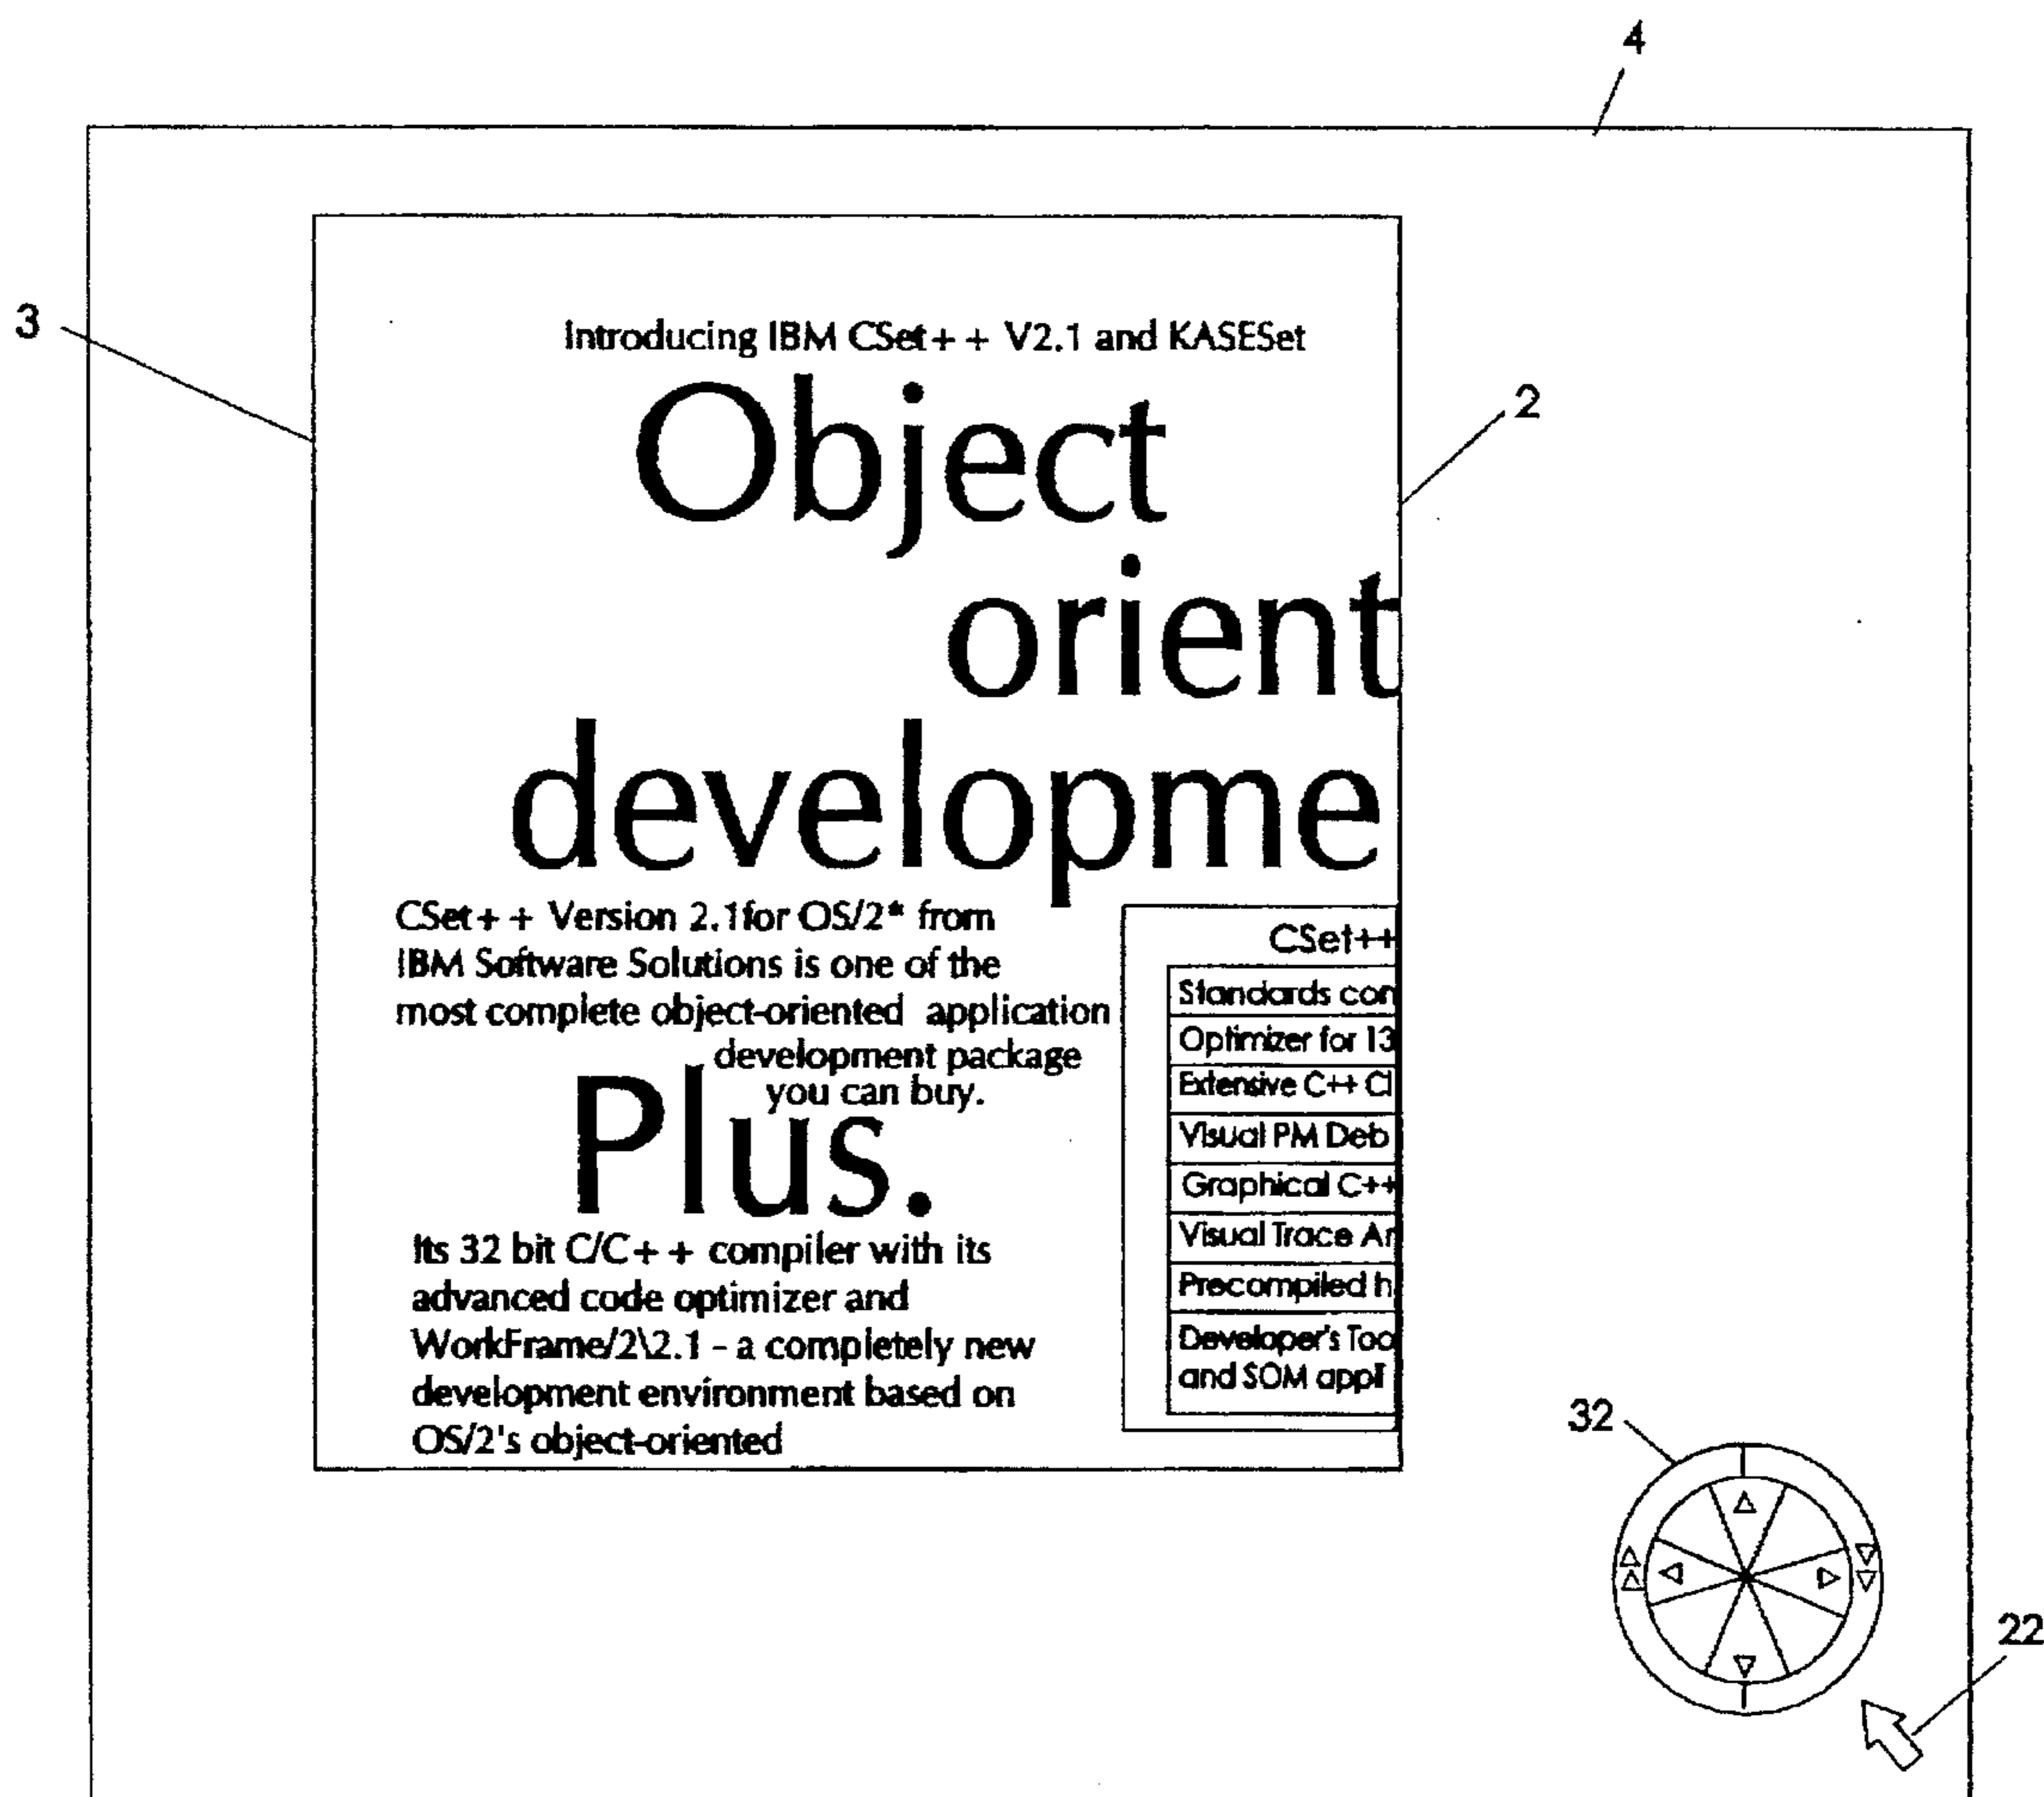 4
3
Introducing IBM CSet+ + V2.1 and KASESet
2
Object
orient
developme
CSet+ + Version 2.1for OS/2* from
IBM Software Solutions is one of the
most complete object-oriented application
development package
you can buy.
Plus.
Its 32 bit C/C+ + compiler with its
advanced code optimizer and
WorkFrame/2\2.1 - a completely new
development environment based on
OS/2's object-oriented
CSet++
Standards con
Optimizer for 13
Extensive C++ Cl
Visual PM Deb
Graphical C++
Visual Trace An
Precompiled h
Developer's Too
and SOM appl
32
22